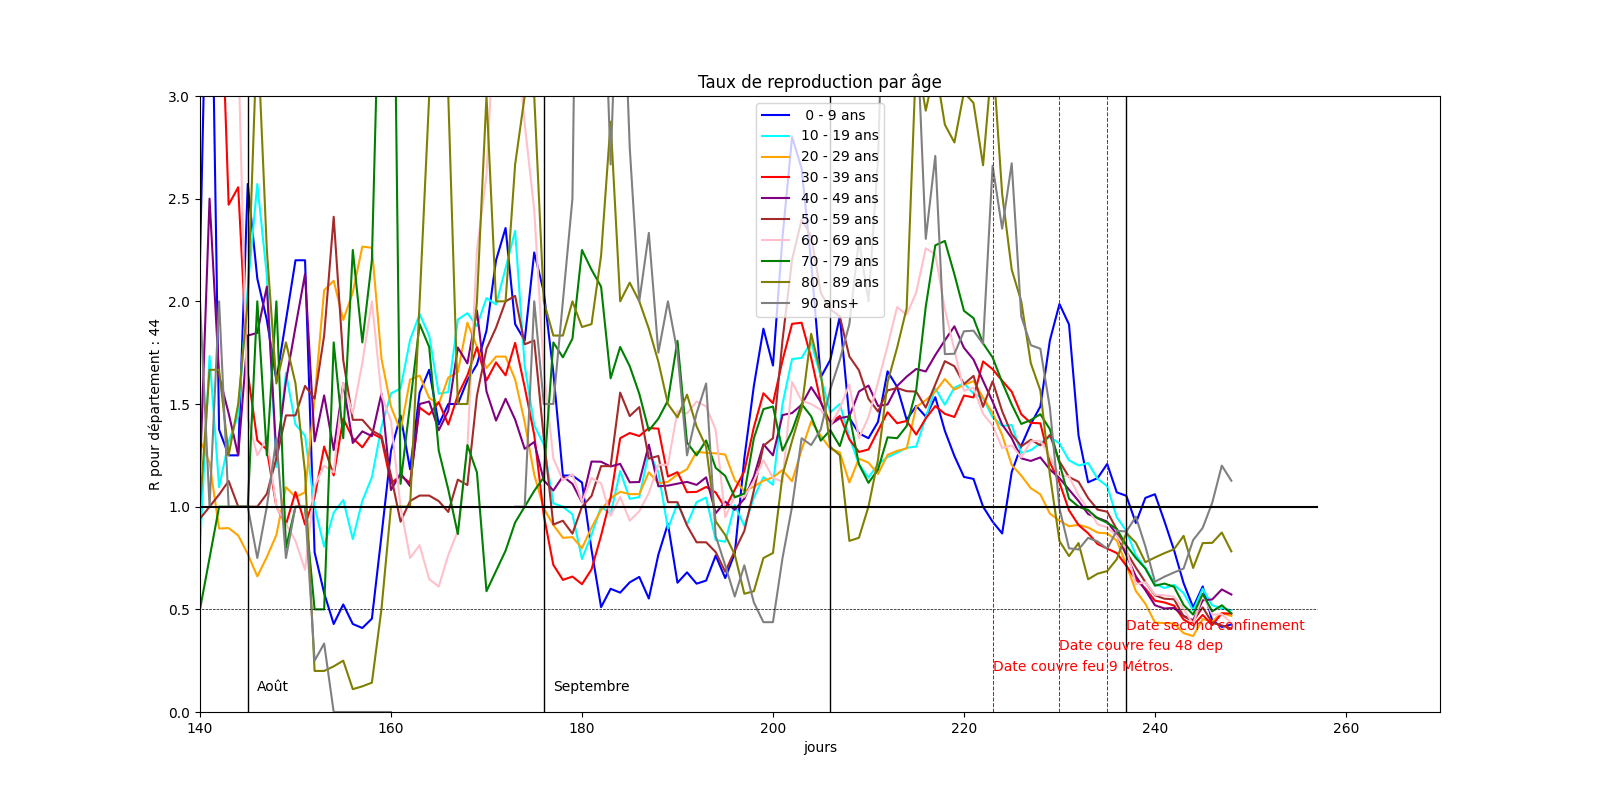 Taux de reproduction par âge
3.0
2.5
2.0
1.5
1.0
0.5
0.0
R pour département : 44
0 - 9 ans
10 - 19 ans
20 - 29 ans
30 - 39 ans
40 - 49 ans
50 - 59 ans
60 - 69 ans
70 - 79 ans
80 - 89 ans
90 ans+
Date second confinement
Date couvre feu 48 dep
Date couvre feu 9 Métros.
Août
Septembre
140
160
180
200
220
240
260
jours